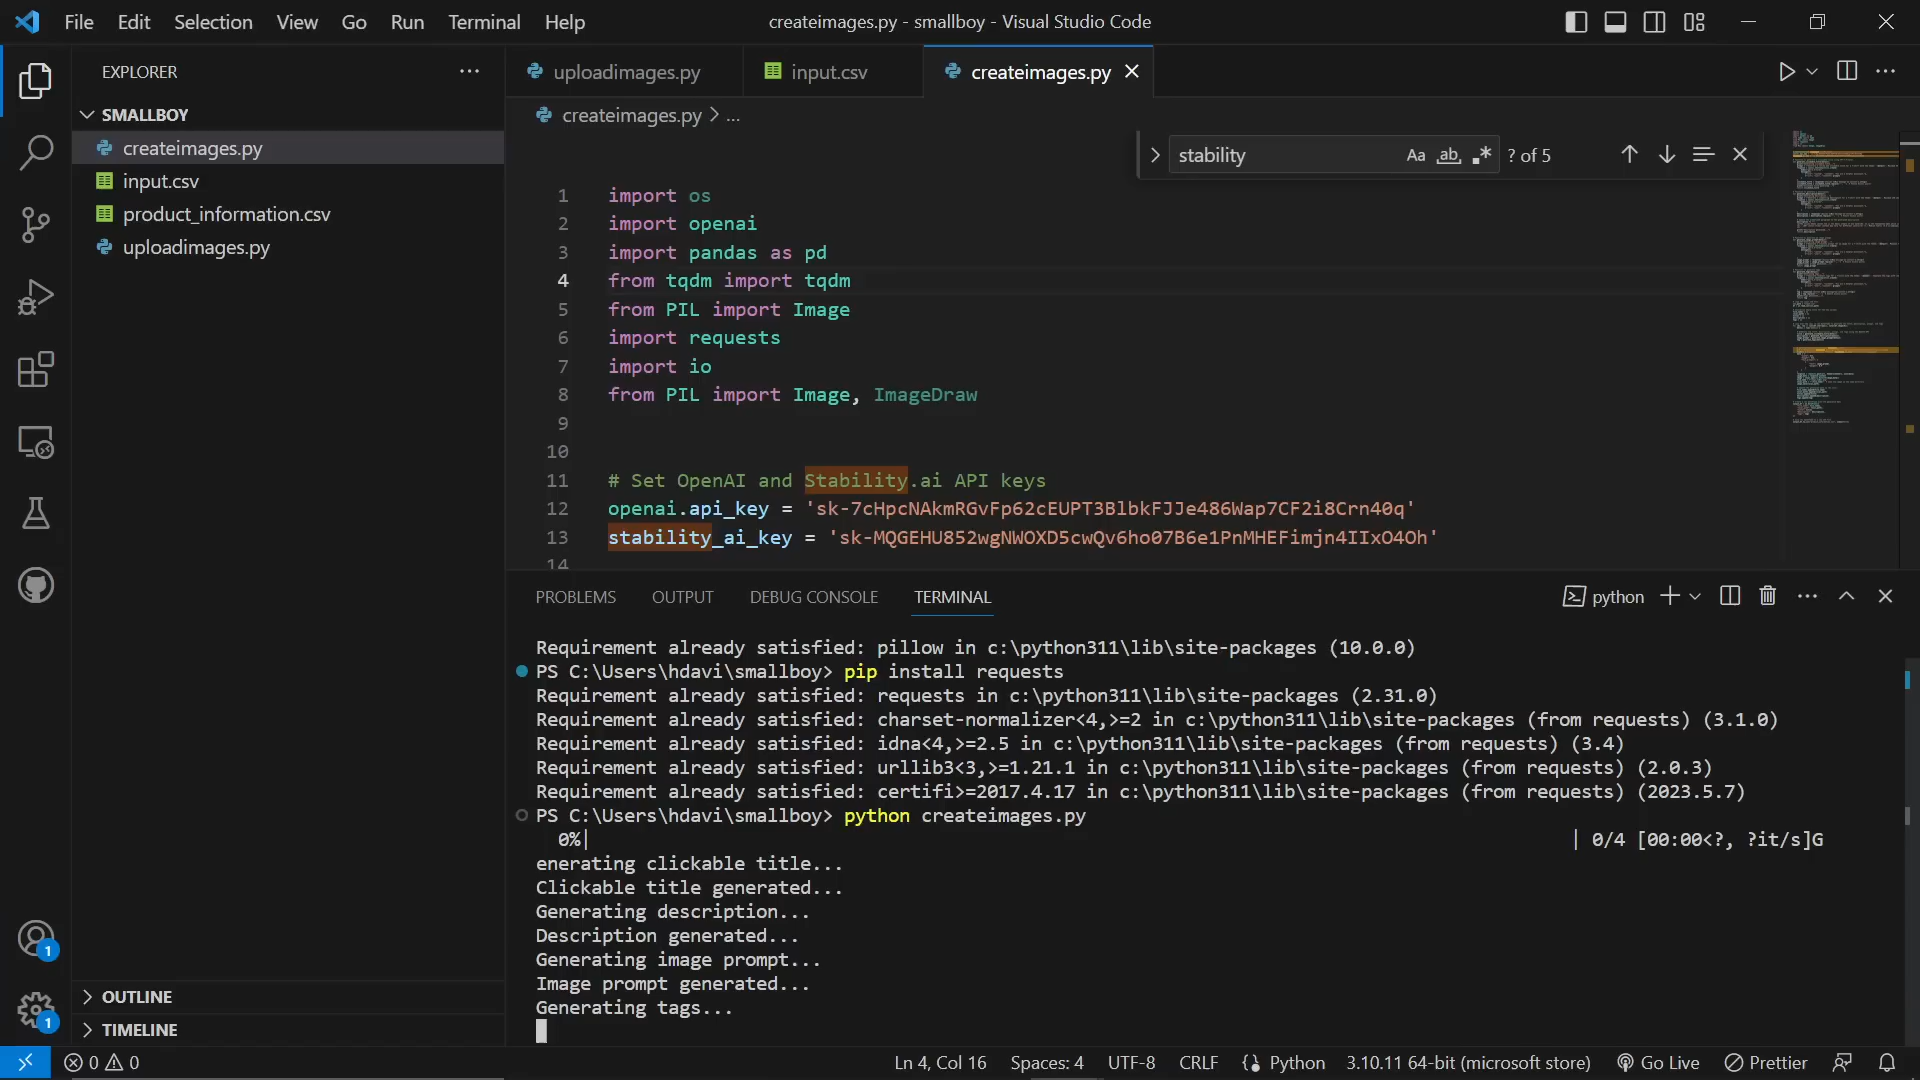 File Edit Selection View Go Run Terminal Help
createimages.py - smallboy - Visual Studio Code
EXPLORER
SMALLBOY
createimages.py
input.csv
product_information.csv
uploadimages.py
OUTLINE
TIMELINE
uploadimages.py input.csv createimages.py
createimages.py > ...
stability Aa ab ? of 5
1 import os
2 import openai
3 import pandas as pd
4 from tqdm import tqdm
5 from PIL import Image
6 import requests
7 import io
8 from PIL import Image, ImageDraw
9
10
11 # Set OpenAI and Stability.ai API keys
12 openai.api_key = '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'
13 stability_ai_key = 'sk-MQGEHU852wgNWOXD5cwQv6ho07B6e1PnMHEFimjn4IIxO4Oh'
14
PROBLEMS OUTPUT DEBUG CONSOLE TERMINAL
python
Requirement already satisfied: pillow in c:\python311\lib\site-packages (10.0.0)
PS C:\Users\hdavi\smallboy> pip install requests
Requirement already satisfied: requests in c:\python311\lib\site-packages (2.31.0)
Requirement already satisfied: charset-normalizer<4,>=2 in c:\python311\lib\site-packages (from requests) (3.1.0)
Requirement already satisfied: idna<4,>=2.5 in c:\python311\lib\site-packages (from requests) (3.4)
Requirement already satisfied: urllib3<3,>=1.21.1 in c:\python311\lib\site-packages (from requests) (2.0.3)
Requirement already satisfied: certifi>=2017.4.17 in c:\python311\lib\site-packages (from requests) (2023.5.7)
PS C:\Users\hdavi\smallboy> python createimages.py
0%| | 0/4 [00:00<?, ?it/s]G
enerating clickable title...
Clickable title generated...
Generating description...
Description generated...
Generating image prompt...
Image prompt generated...
Generating tags...
1
1
0 0 Ln 4, Col 16 Spaces: 4 UTF-8 CRLF Python 3.10.11 64-bit (microsoft store) Go Live Prettier